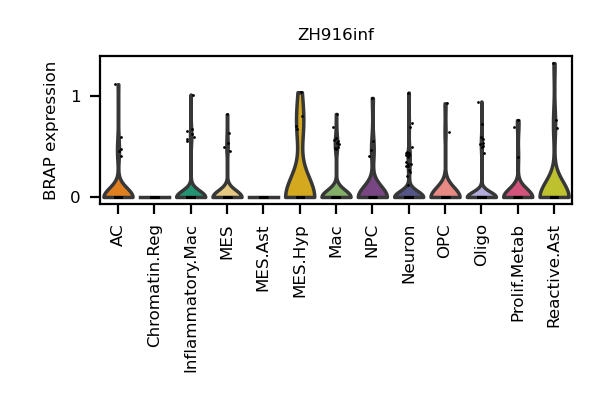 ZH916inf
BRAP expression
1
0
AC
Chromatin.Reg
Inflammatory.Mac
MES
MES.Ast
MES.Hyp
Mac
NPC
Neuron
OPC
Oligo
Prolif.Metab
Reactive.Ast